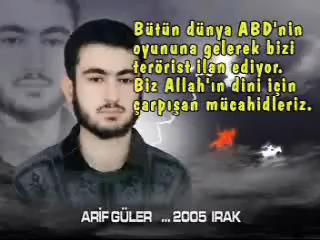 Bütün dünya ABD'nin
oyununa gelerek bizi
terörist ilan ediyor.
Biz Allah'ın dini için
çarpışan mücahidleriz.
ARİF GÜLER ... 2005 IRAK